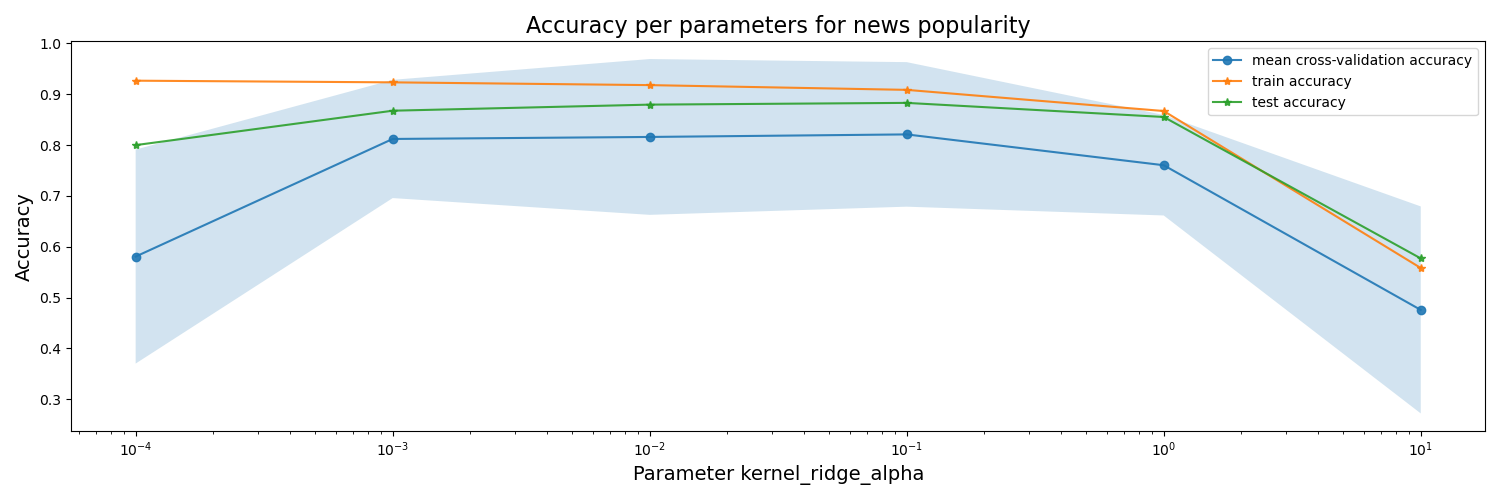 Accuracy per parameters for news popularity
mean cross-validation accuracy
train accuracy
test accuracy
Accuracy
1.0
0.9
0.8
0.7
0.6
0.5
0.4
0.3
10⁻⁴ 10⁻³ 10⁻² 10⁻¹ 10⁰ 10¹
Parameter kernel_ridge_alpha